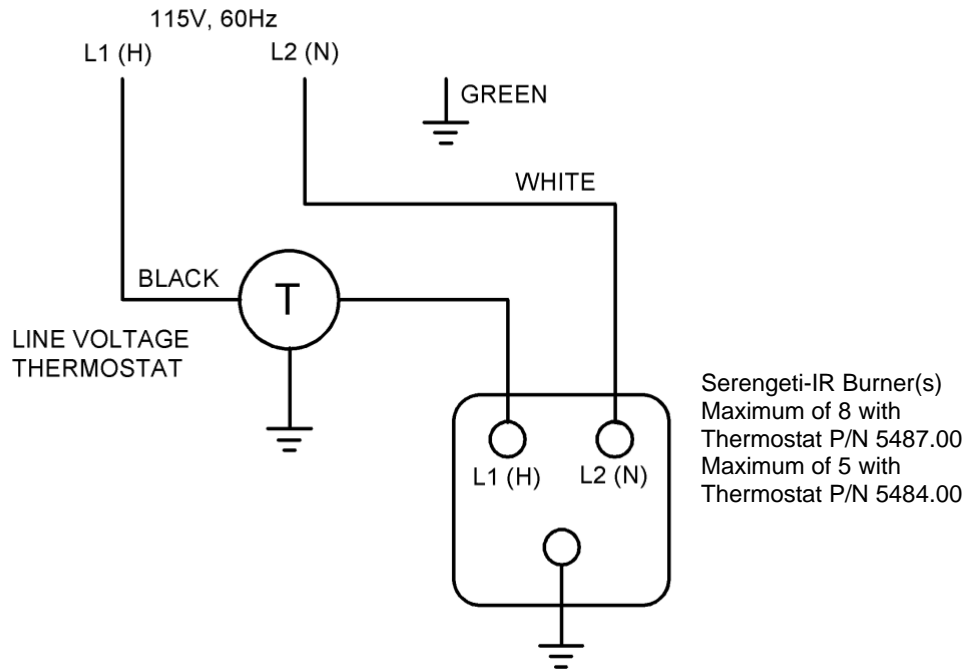 115V, 60Hz
L1 (H)
L2 (N)
GREEN
WHITE
BLACK
T
LINE VOLTAGE
THERMOSTAT
Serengeti-IR Burner(s)
Maximum of 8 with
Thermostat P/N 5487.00
Maximum of 5 with
Thermostat P/N 5484.00
L1 (H)
L2 (N)